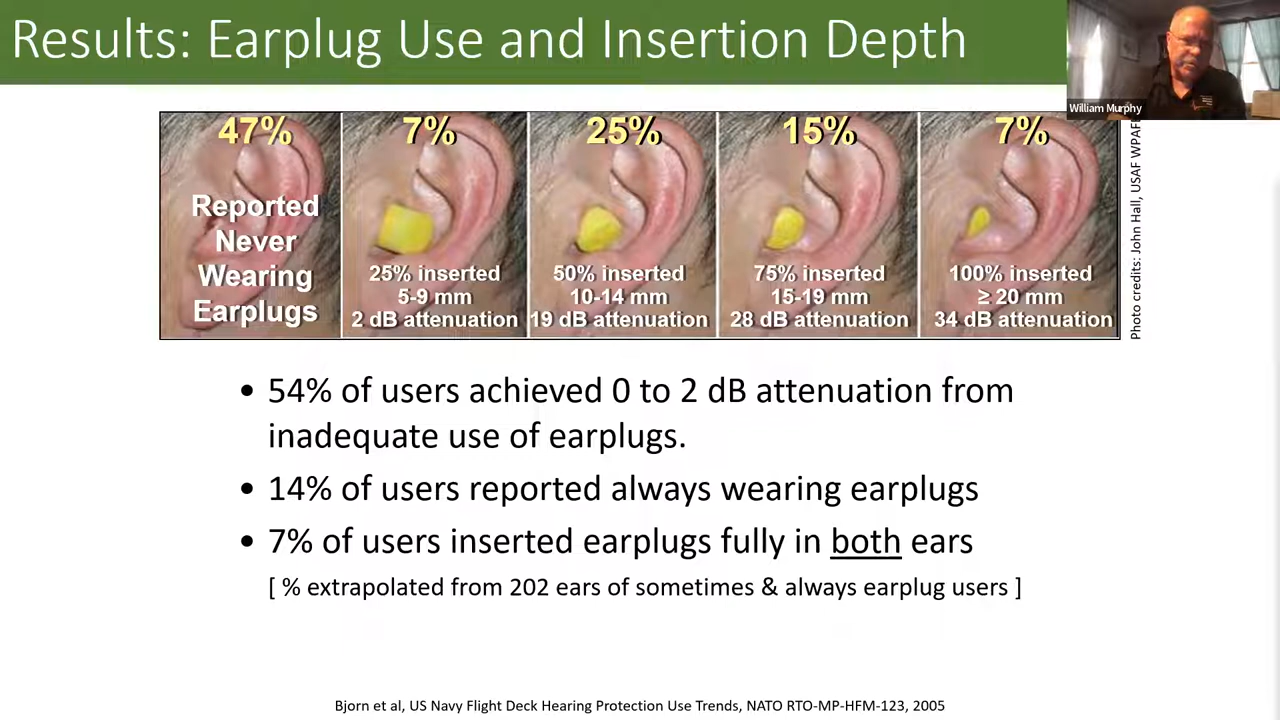 Results: Earplug Use and Insertion Depth
William Murphy
47%
Reported
Never
Wearing
Earplugs
7%
25% inserted
5-9 mm
2 dB attenuation
25%
50% inserted
10-14 mm
19 dB attenuation
15%
75% inserted
15-19 mm
28 dB attenuation
7%
100% inserted
≥ 20 mm
34 dB attenuation
Photo credits: John Hall, USAF
• 54% of users achieved 0 to 2 dB attenuation from
inadequate use of earplugs.
• 14% of users reported always wearing earplugs
• 7% of users inserted earplugs fully in both ears
[ % extrapolated from 202 ears of sometimes & always earplug users ]
Bjorn et al, US Navy Flight Deck Hearing Protection Use Trends, NATO RTO-MP-HFM-123, 2005